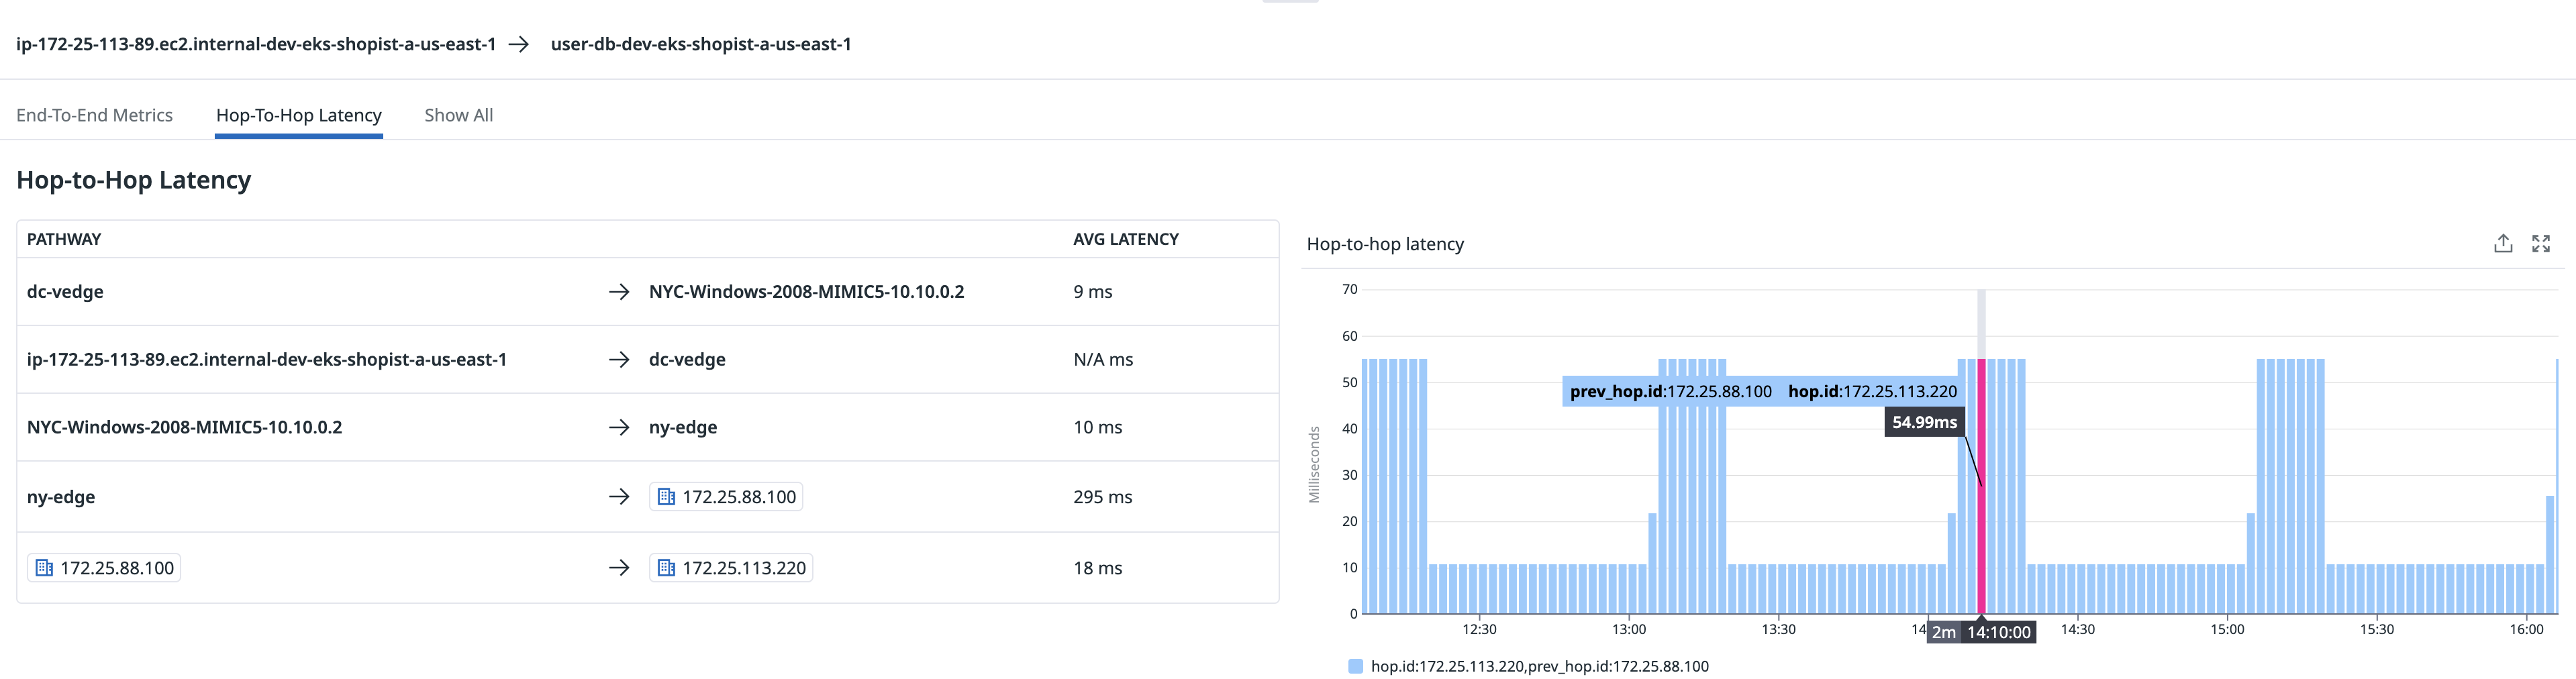 ip-172-25-113-89.ec2.internal-dev-eks-shopist-a-us-east-1 → user-db-dev-eks-shopist-a-us-east-1
End-To-End Metrics Hop-To-Hop Latency Show All
Hop-to-Hop Latency
PATHWAY AVG LATENCY
dc-vedge → NYC-Windows-2008-MIMIC5-10.10.0.2 9 ms
ip-172-25-113-89.ec2.internal-dev-eks-shopist-a-us-east-1 → dc-vedge N/A ms
NYC-Windows-2008-MIMIC5-10.10.0.2 → ny-edge 10 ms
ny-edge → 172.25.88.100 295 ms
172.25.88.100 → 172.25.113.220 18 ms
Hop-to-hop latency
Milliseconds
70
60
50
40
30
20
10
0
prev_hop.id:172.25.88.100 hop.id:172.25.113.220
54.99ms
12:30 13:00 13:30 14 2m 14:10:00 14:30 15:00 15:30 16:00
hop.id:172.25.113.220,prev_hop.id:172.25.88.100